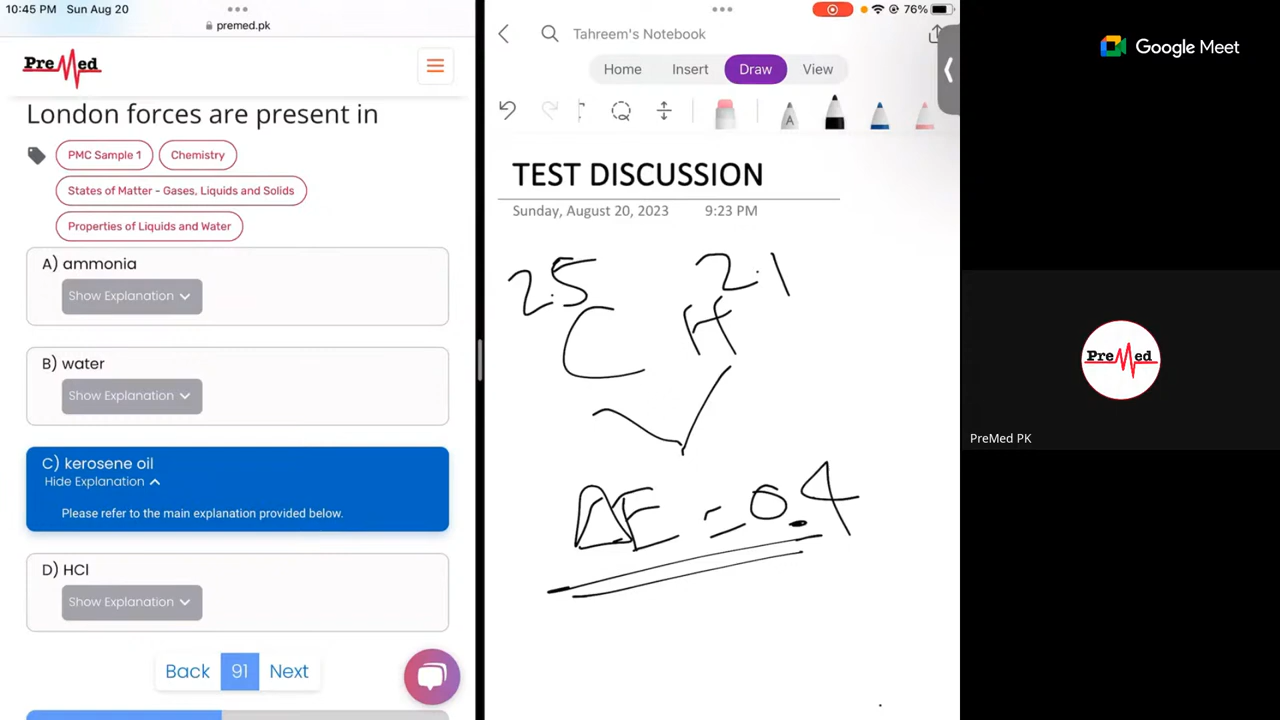 10:45 PM Sun Aug 20
premed.pk
PreMed
London forces are present in
PMC Sample 1
Chemistry
States of Matter - Gases, Liquids and Solids
Properties of Liquids and Water
A) ammonia
Show Explanation
B) water
Show Explanation
C) kerosene oil
Hide Explanation
Please refer to the main explanation provided below.
D) HCl
Show Explanation
Back 91 Next
76%
Tahreem's Notebook
Home Insert Draw View
A
TEST DISCUSSION
Sunday, August 20, 2023 9:23 PM
2.5 2.1
C H
ΔE = 0.4
Google Meet
PreMed
PreMed PK